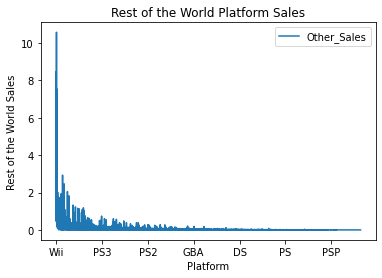 Rest of the World Platform Sales
Other_Sales
Rest of the World Sales
10
8
6
4
2
0
Wii PS3 PS2 GBA DS PS PSP
Platform